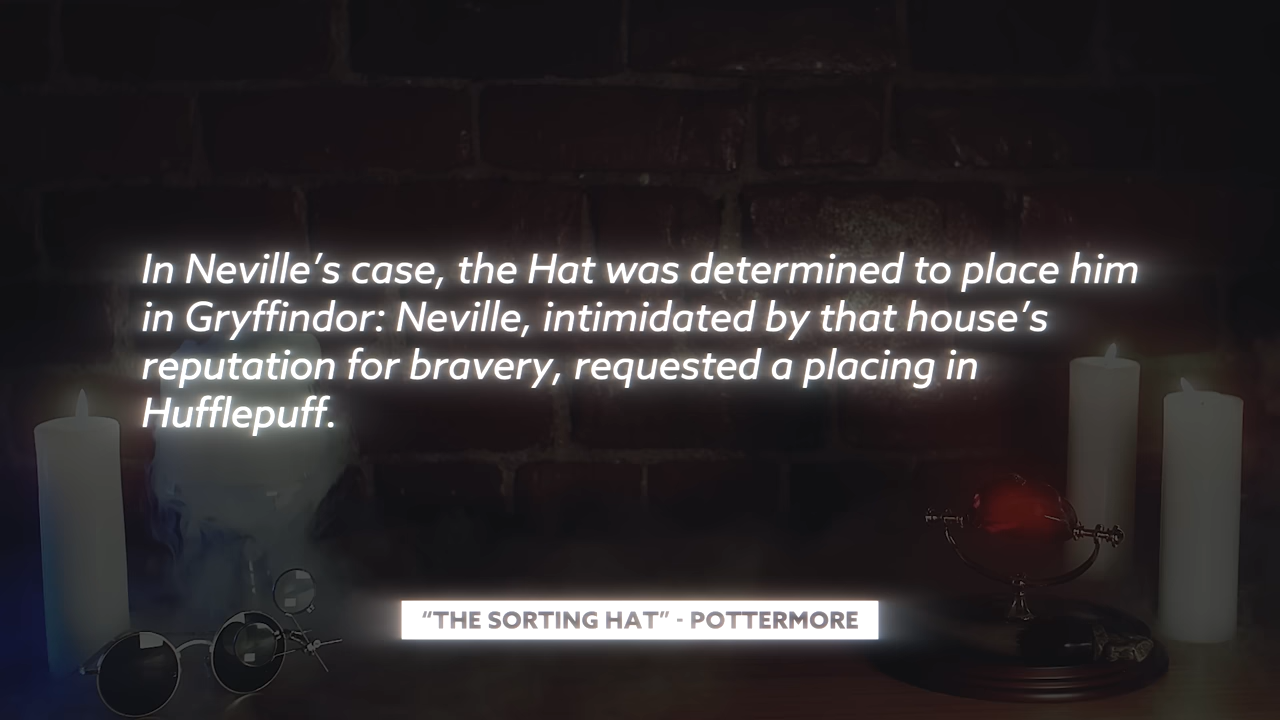 In Neville’s case, the Hat was determined to place him
in Gryffindor: Neville, intimidated by that house’s
reputation for bravery, requested a placing in
Hufflepuff.
“THE SORTING HAT” - POTTERMORE